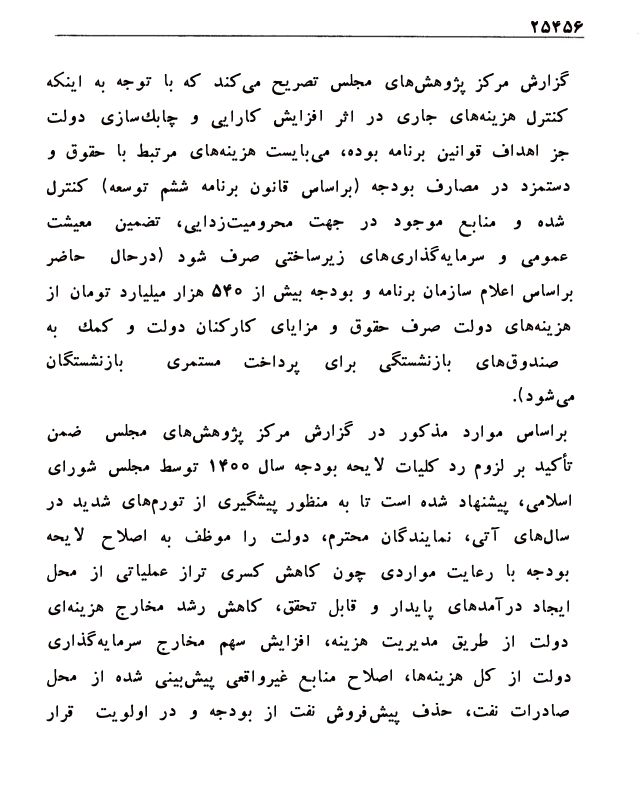 ۲۵۴۵۶
گزارش مرکز پژوهش‌های مجلس تصریح می‌کند که با توجه به اینکه
کنترل هزینه‌های جاری در اثر افزایش کارایی و چابك‌سازی دولت
جز اهداف قوانین برنامه بوده، می‌بایست هزینه‌های مرتبط با حقوق و
دستمزد در مصارف بودجه (براساس قانون برنامه ششم توسعه) کنترل
شده و منابع موجود در جهت محرومیت‌زدایی، تضمین معیشت
عمومی و سرمایه‌گذاری‌های زیرساختی صرف شود (درحال حاضر
براساس اعلام سازمان برنامه و بودجه بیش از ۵۴۰ هزار میلیارد تومان از
هزینه‌های دولت صرف حقوق و مزایای کارکنان دولت و کمك به
صندوق‌های بازنشستگی برای پرداخت مستمری بازنشستگان
می‌شود).
براساس موارد مذکور در گزارش مرکز پژوهش‌های مجلس ضمن
تأکید بر لزوم رد کلیات لایحه بودجه سال ۱۴۰۰ توسط مجلس شورای
اسلامی، پیشنهاد شده است تا به منظور پیشگیری از تورم‌های شدید در
سال‌های آتی، نمایندگان محترم، دولت را موظف به اصلاح لایحه
بودجه با رعایت مواردی چون کاهش کسری تراز عملیاتی از محل
ایجاد درآمدهای پایدار و قابل تحقق، کاهش رشد مخارج هزینه‌ای
دولت از طریق مدیریت هزینه، افزایش سهم مخارج سرمایه‌گذاری
دولت از کل هزینه‌ها، اصلاح منابع غیرواقعی پیش‌بینی شده از محل
صادرات نفت، حذف پیش‌فروش نفت از بودجه و در اولویت قرار